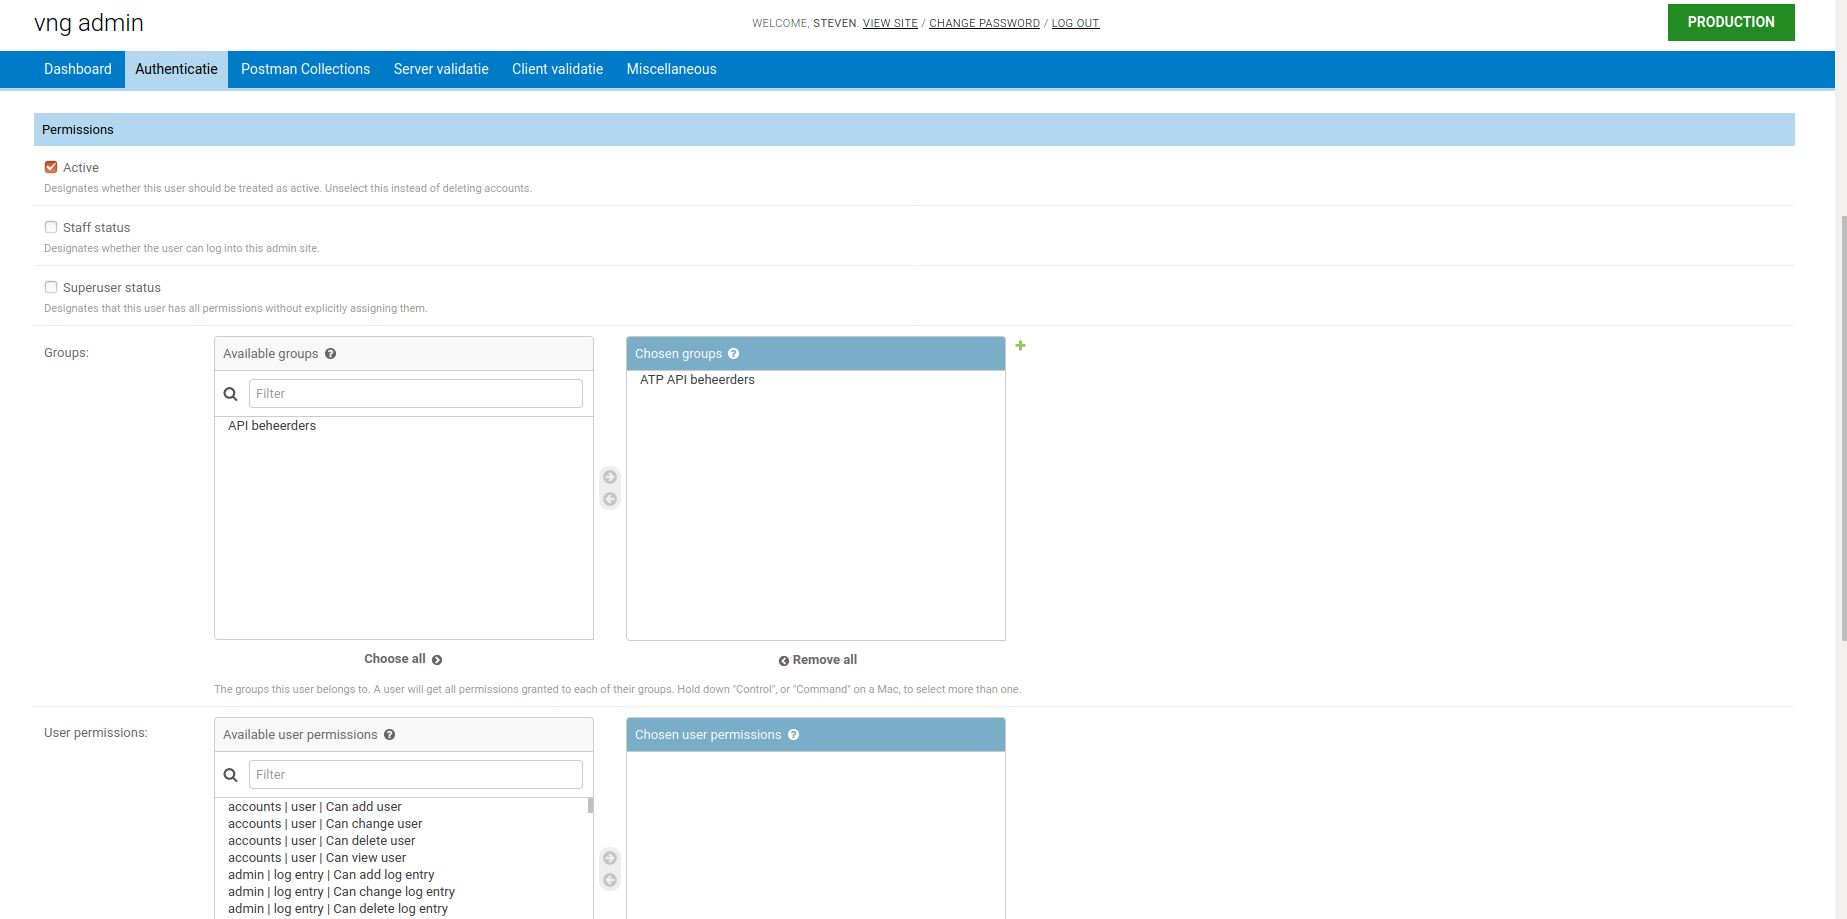 vng admin
WELCOME, STEVEN. VIEW SITE / CHANGE PASSWORD / LOG OUT
PRODUCTION
Dashboard Authenticatie Postman Collections Server validatie Client validatie Miscellaneous
Permissions
Active
Designates whether this user should be treated as active. Unselect this instead of deleting accounts.
Staff status
Designates whether the user can log into this admin site.
Superuser status
Designates that this user has all permissions without explicitly assigning them.
Groups:
Available groups ?
Filter
API beheerders
Choose all
Chosen groups ?
ATP API beheerders
Remove all
The groups this user belongs to. A user will get all permissions granted to each of their groups. Hold down "Control", or "Command" on a Mac, to select more than one.
User permissions:
Available user permissions ?
Filter
accounts | user | Can add user
accounts | user | Can change user
accounts | user | Can delete user
accounts | user | Can view user
admin | log entry | Can add log entry
admin | log entry | Can change log entry
admin | log entry | Can delete log entry
Chosen user permissions ?